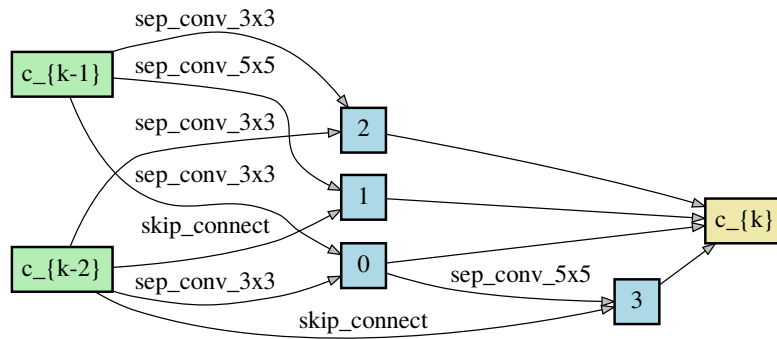 sep_conv_3x3
c_{k-1}
sep_conv_5x5
sep_conv_3x3
2
sep_conv_3x3
1
skip_connect
c_{k}
c_{k-2}
0
sep_conv_3x3
sep_conv_5x5
3
skip_connect